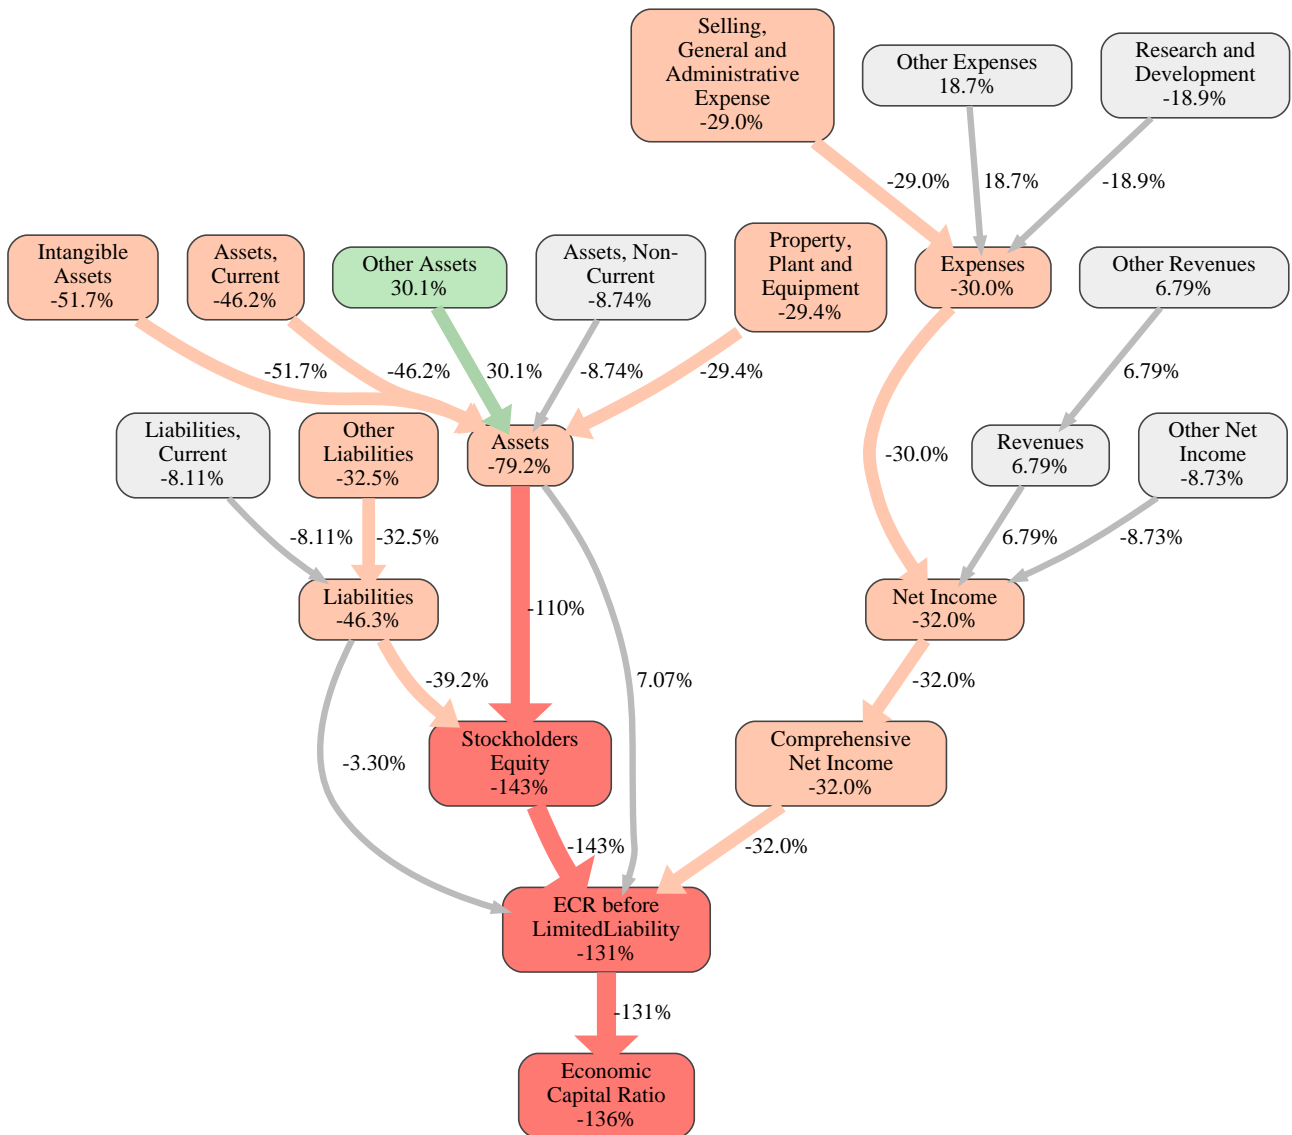 Selling,
General and
Administrative
Expense
-29.0%
Other Expenses
18.7%
Research and
Development
-18.9%
-29.0%
18.7%
-18.9%
Intangible
Assets
-51.7%
Assets,
Current
-46.2%
Other Assets
30.1%
Assets, Non-
Current
-8.74%
Property,
Plant and
Equipment
-29.4%
Expenses
-30.0%
Other Revenues
6.79%
-51.7%
-46.2%
30.1%
-8.74%
-29.4%
6.79%
Liabilities,
Current
-8.11%
Other
Liabilities
-32.5%
Assets
-79.2%
-30.0%
Revenues
6.79%
Other Net
Income
-8.73%
-8.11%
-32.5%
6.79%
-8.73%
Liabilities
-46.3%
-110%
Net Income
-32.0%
-39.2%
7.07%
-32.0%
-3.30%
Stockholders
Equity
-143%
Comprehensive
Net Income
-32.0%
-143%
-32.0%
ECR before
LimitedLiability
-131%
-131%
Economic
Capital Ratio
-136%